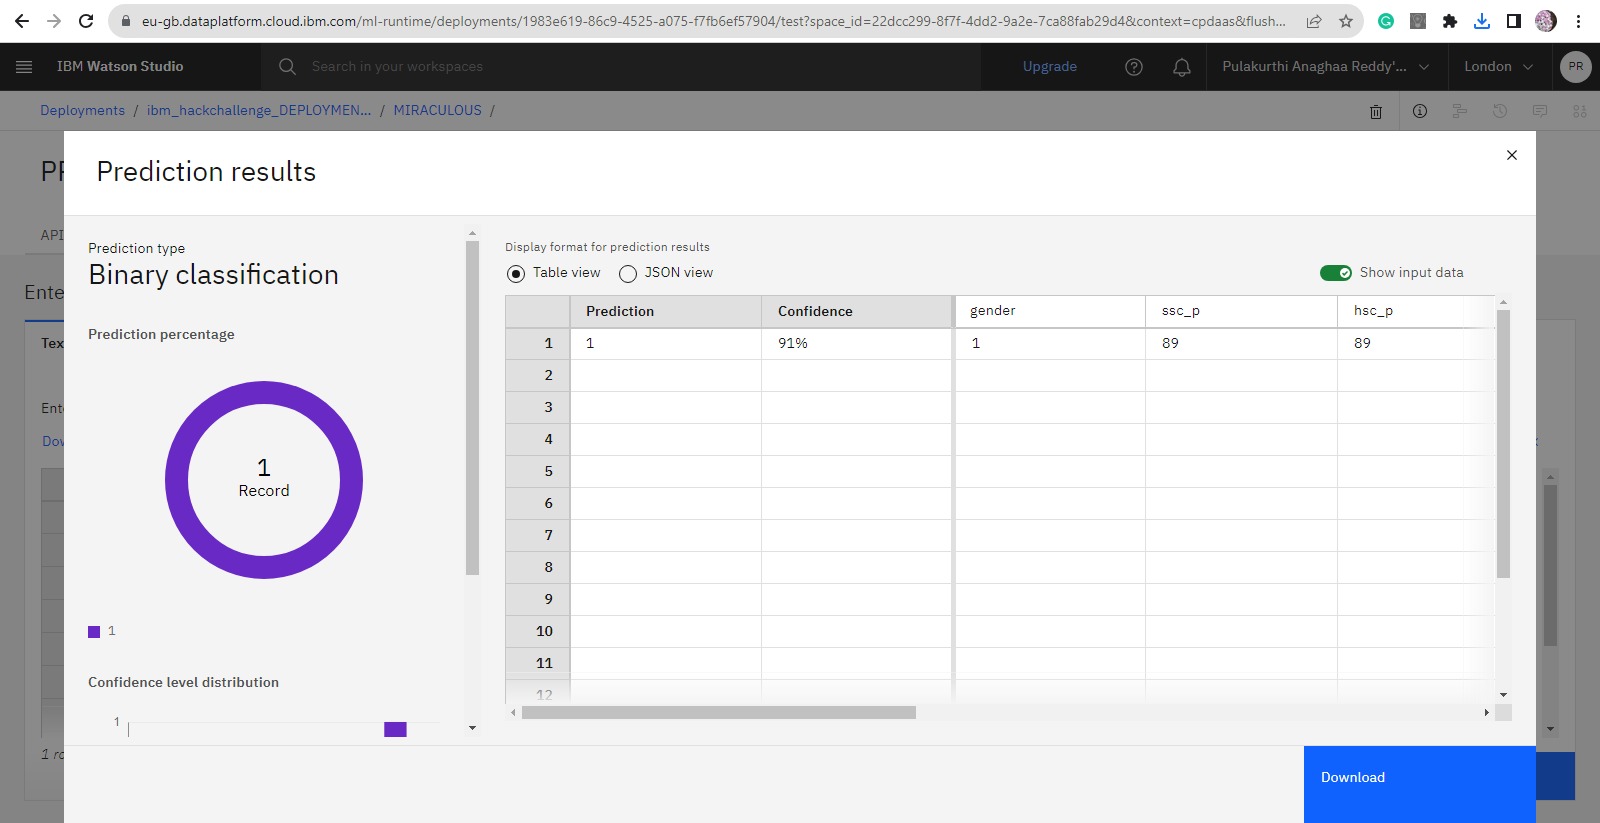 eu-gb.dataplatform.cloud.ibm.com/ml-runtime/deployments/1983e619-86c9-4525-a075-f7fb6ef57904/test?space_id=22dcc299-8f7f-4dd2-9a2e-7ca88fab29d4&context=cpdaas&flush...
IBM Watson Studio
Search in your workspaces
Upgrade
Pulakurthi Anaghaa Reddy'...
London
PR
Deployments / ibm_hackchallenge_DEPLOYMEN... / MIRACULOUS /
Prediction results
API
Ente
Tex
Ent
Dov
1 ro
Prediction type
Binary classification
Prediction percentage
1
Record
1
Confidence level distribution
1
Display format for prediction results
Table view JSON view
Show input data
Prediction Confidence gender ssc_p hsc_p
1 1 91% 1 89 89
2
3
4
5
6
7
8
9
10
11
12
Download